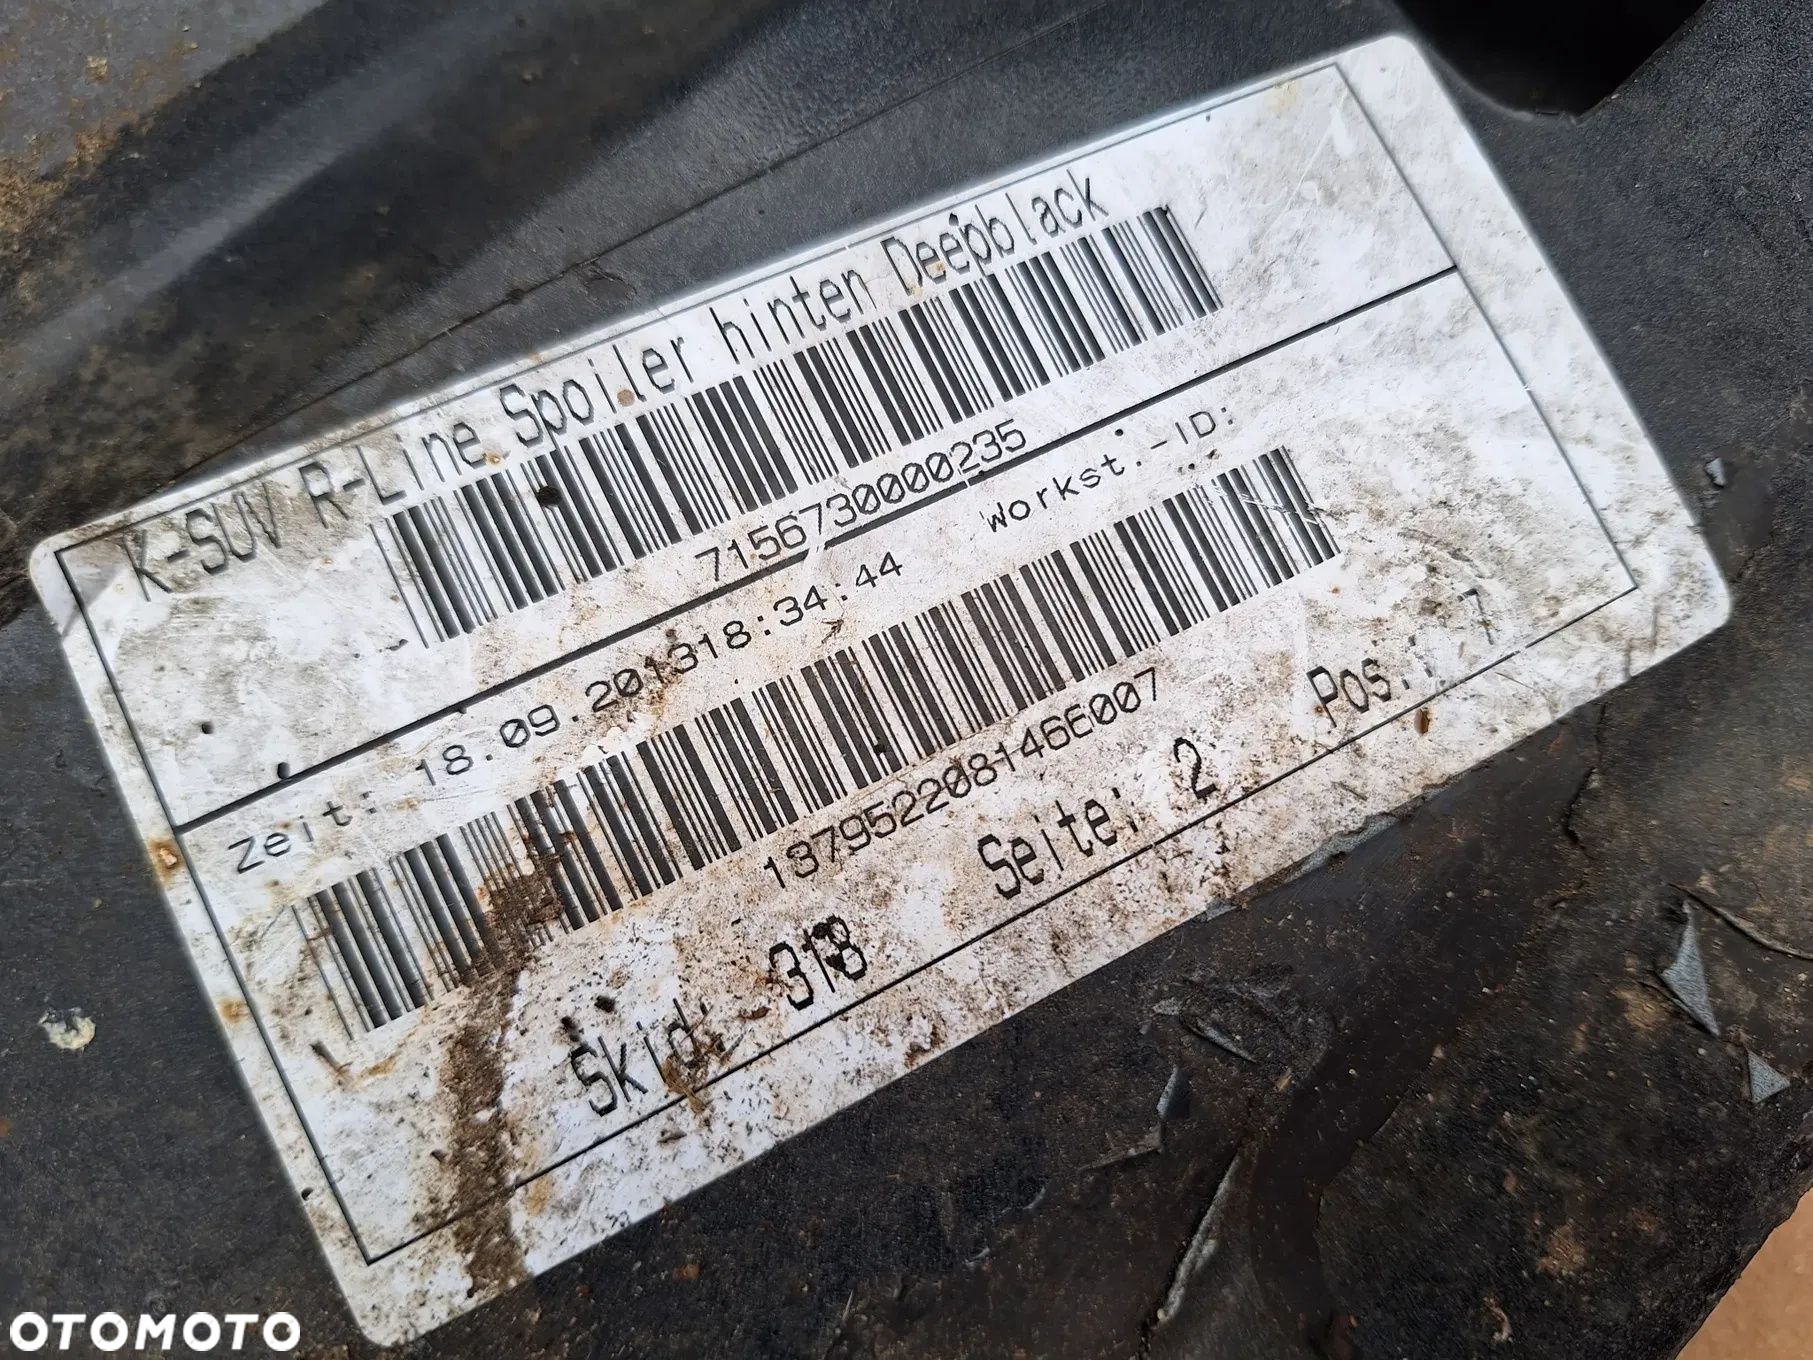 K-SUV R-Line Spoiler hinten Deepblack
7156730000235
Zeit: 18.09.201318:34:44 Workst.-ID:
1379522081466007
Skid: 318 Seite: 2 Pos.: 7
OTOMOTO